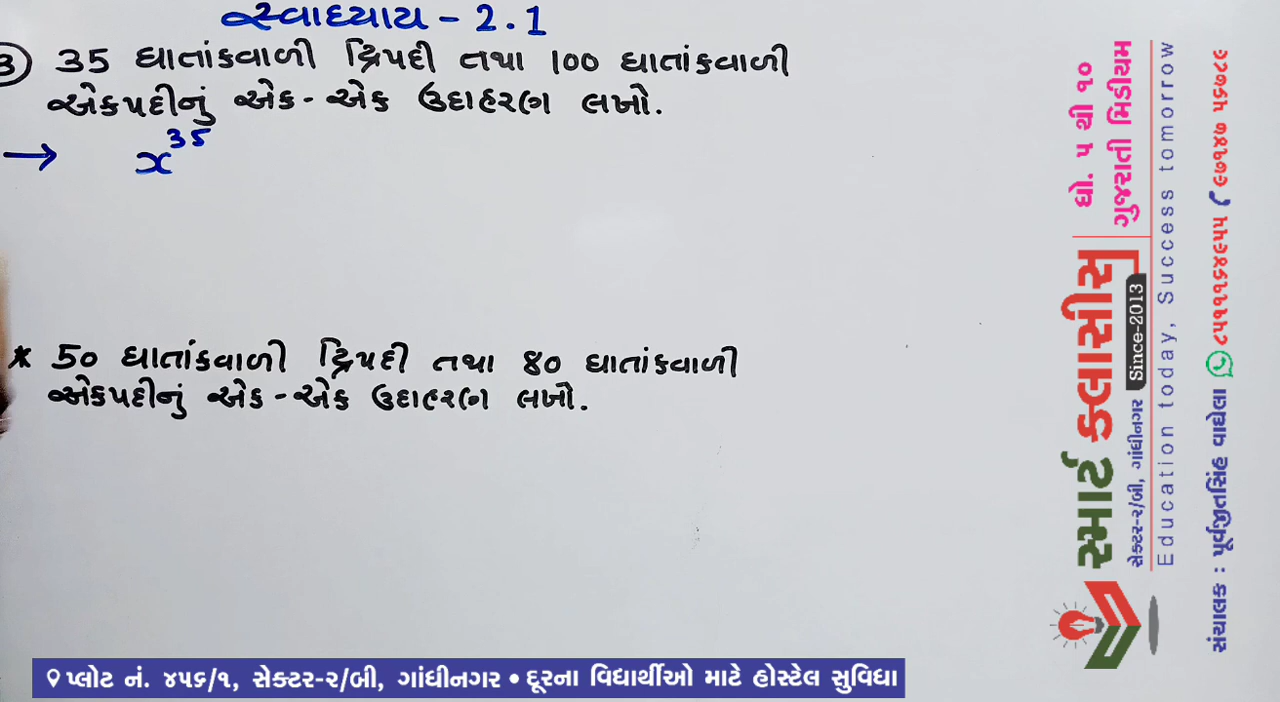 સ્વાધ્યાય - 2.1
3 35 ઘાતાંકવાળી દ્વિપદી તથા 100 ઘાતાંકવાળી
એકપદીનું એક - એક ઉદાહરણ લખો.
→ x^35
* 50 ઘાતાંકવાળી દ્વિપદી તથા 80 ઘાતાંકવાળી
એકપદીનું એક - એક ઉદાહરણ લખો.
સ્માર્ટ ક્લાસીસ
ધો. ૫ થી ૧૦
ગુજરાતી મિડીયમ
સેક્ટર-૨/બી, ગાંધીનગર Since-2013
Education today, Success tomorrow
સંચાલક : પૂર્વજીતસિંહ વાઘેલા
પ્લોટ નં. ૪૫૬/૧, સેક્ટર-૨/બી, ગાંધીનગર • દૂરના વિદ્યાર્થીઓ માટે હોસ્ટેલ સુવિધા